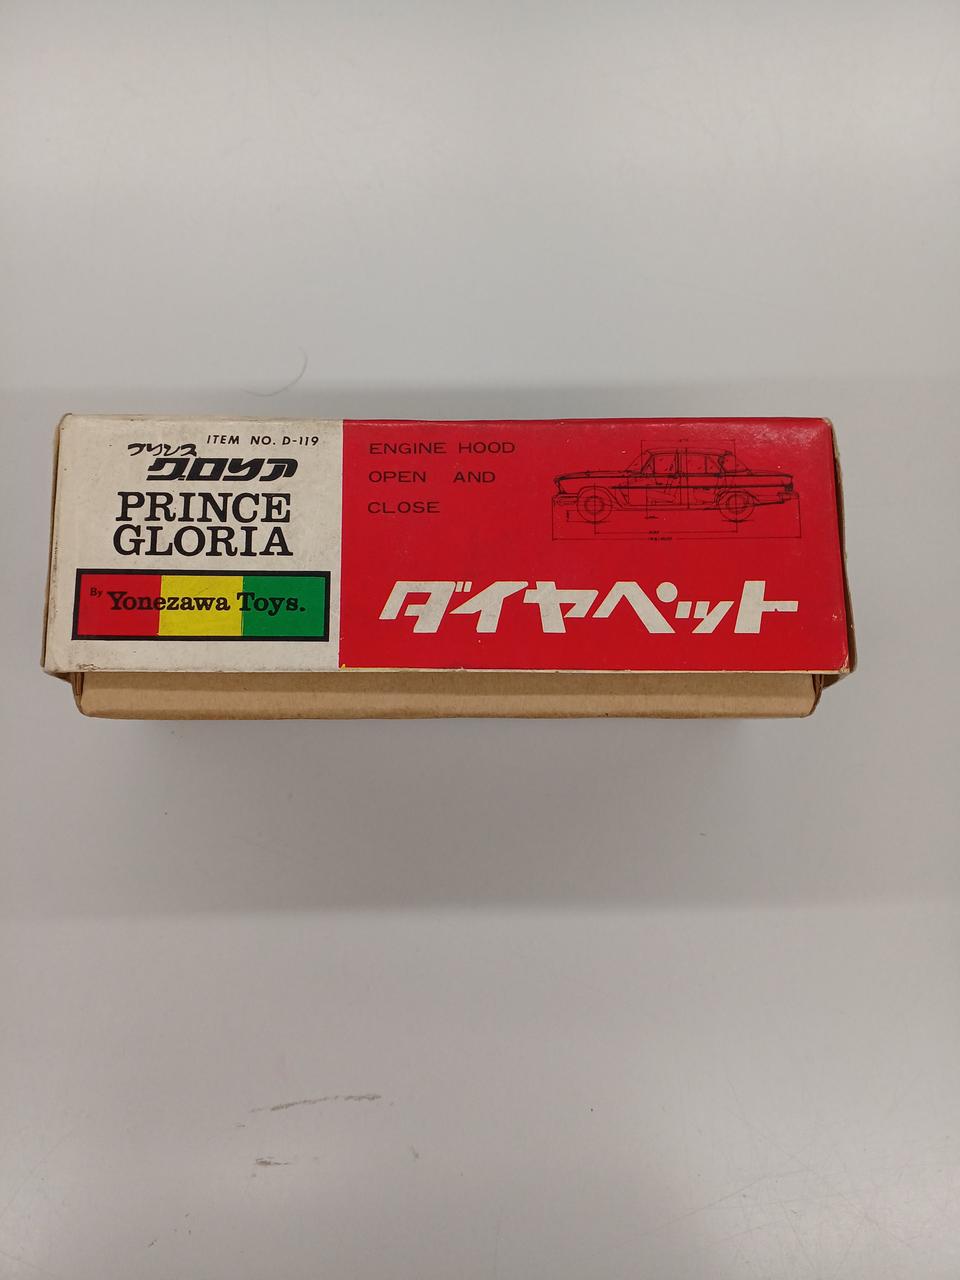 ITEM NO. D-119
プリンス
グロリア
PRINCE
GLORIA
By Yonezawa Toys.
ENGINE HOOD
OPEN AND
CLOSE
ダイヤペット